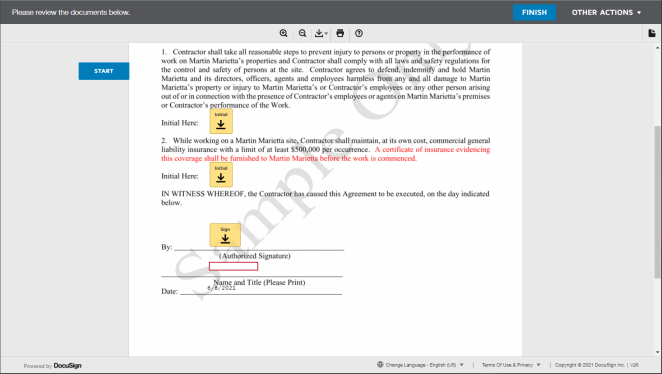 Please review the documents below.
FINISH
OTHER ACTIONS
START
1. Contractor shall take all reasonable steps to prevent injury to persons or property in the performance of
work on Martin Marietta's properties and Contractor shall comply with all laws and safety regulations for
the control and safety of persons at the site. Contractor agrees to defend, indemnify and hold Martin
Marietta and its directors, officers, agents and employees harmless from any and all damage to Martin
Marietta's property or injury to Martin Marietta's or Contractor's employees or any other person arising
out of or in connection with the presence of Contractor's employees or agents on Martin Marietta's premises
or Contractor's performance of the Work.
Initial
Initial Here:
2. While working on a Martin Marietta site, Contractor shall maintain, at its own cost, commercial general
liability insurance with a limit of at least $500,000 per occurrence. A certificate of insurance evidencing
this coverage shall be furnished to Martin Marietta before the work is commenced.
Initial
Initial Here:
IN WITNESS WHEREOF, the Contractor has caused this Agreement to be executed, on the day indicated
below.
Sign
By:
(Authorized Signature)
Name and Title (Please Print)
Date: 6/8/2021
Sample Only
Powered by DocuSign
Change Language - English (US) | Terms Of Use & Privacy | Copyright © 2021 DocuSign Inc. | V2R